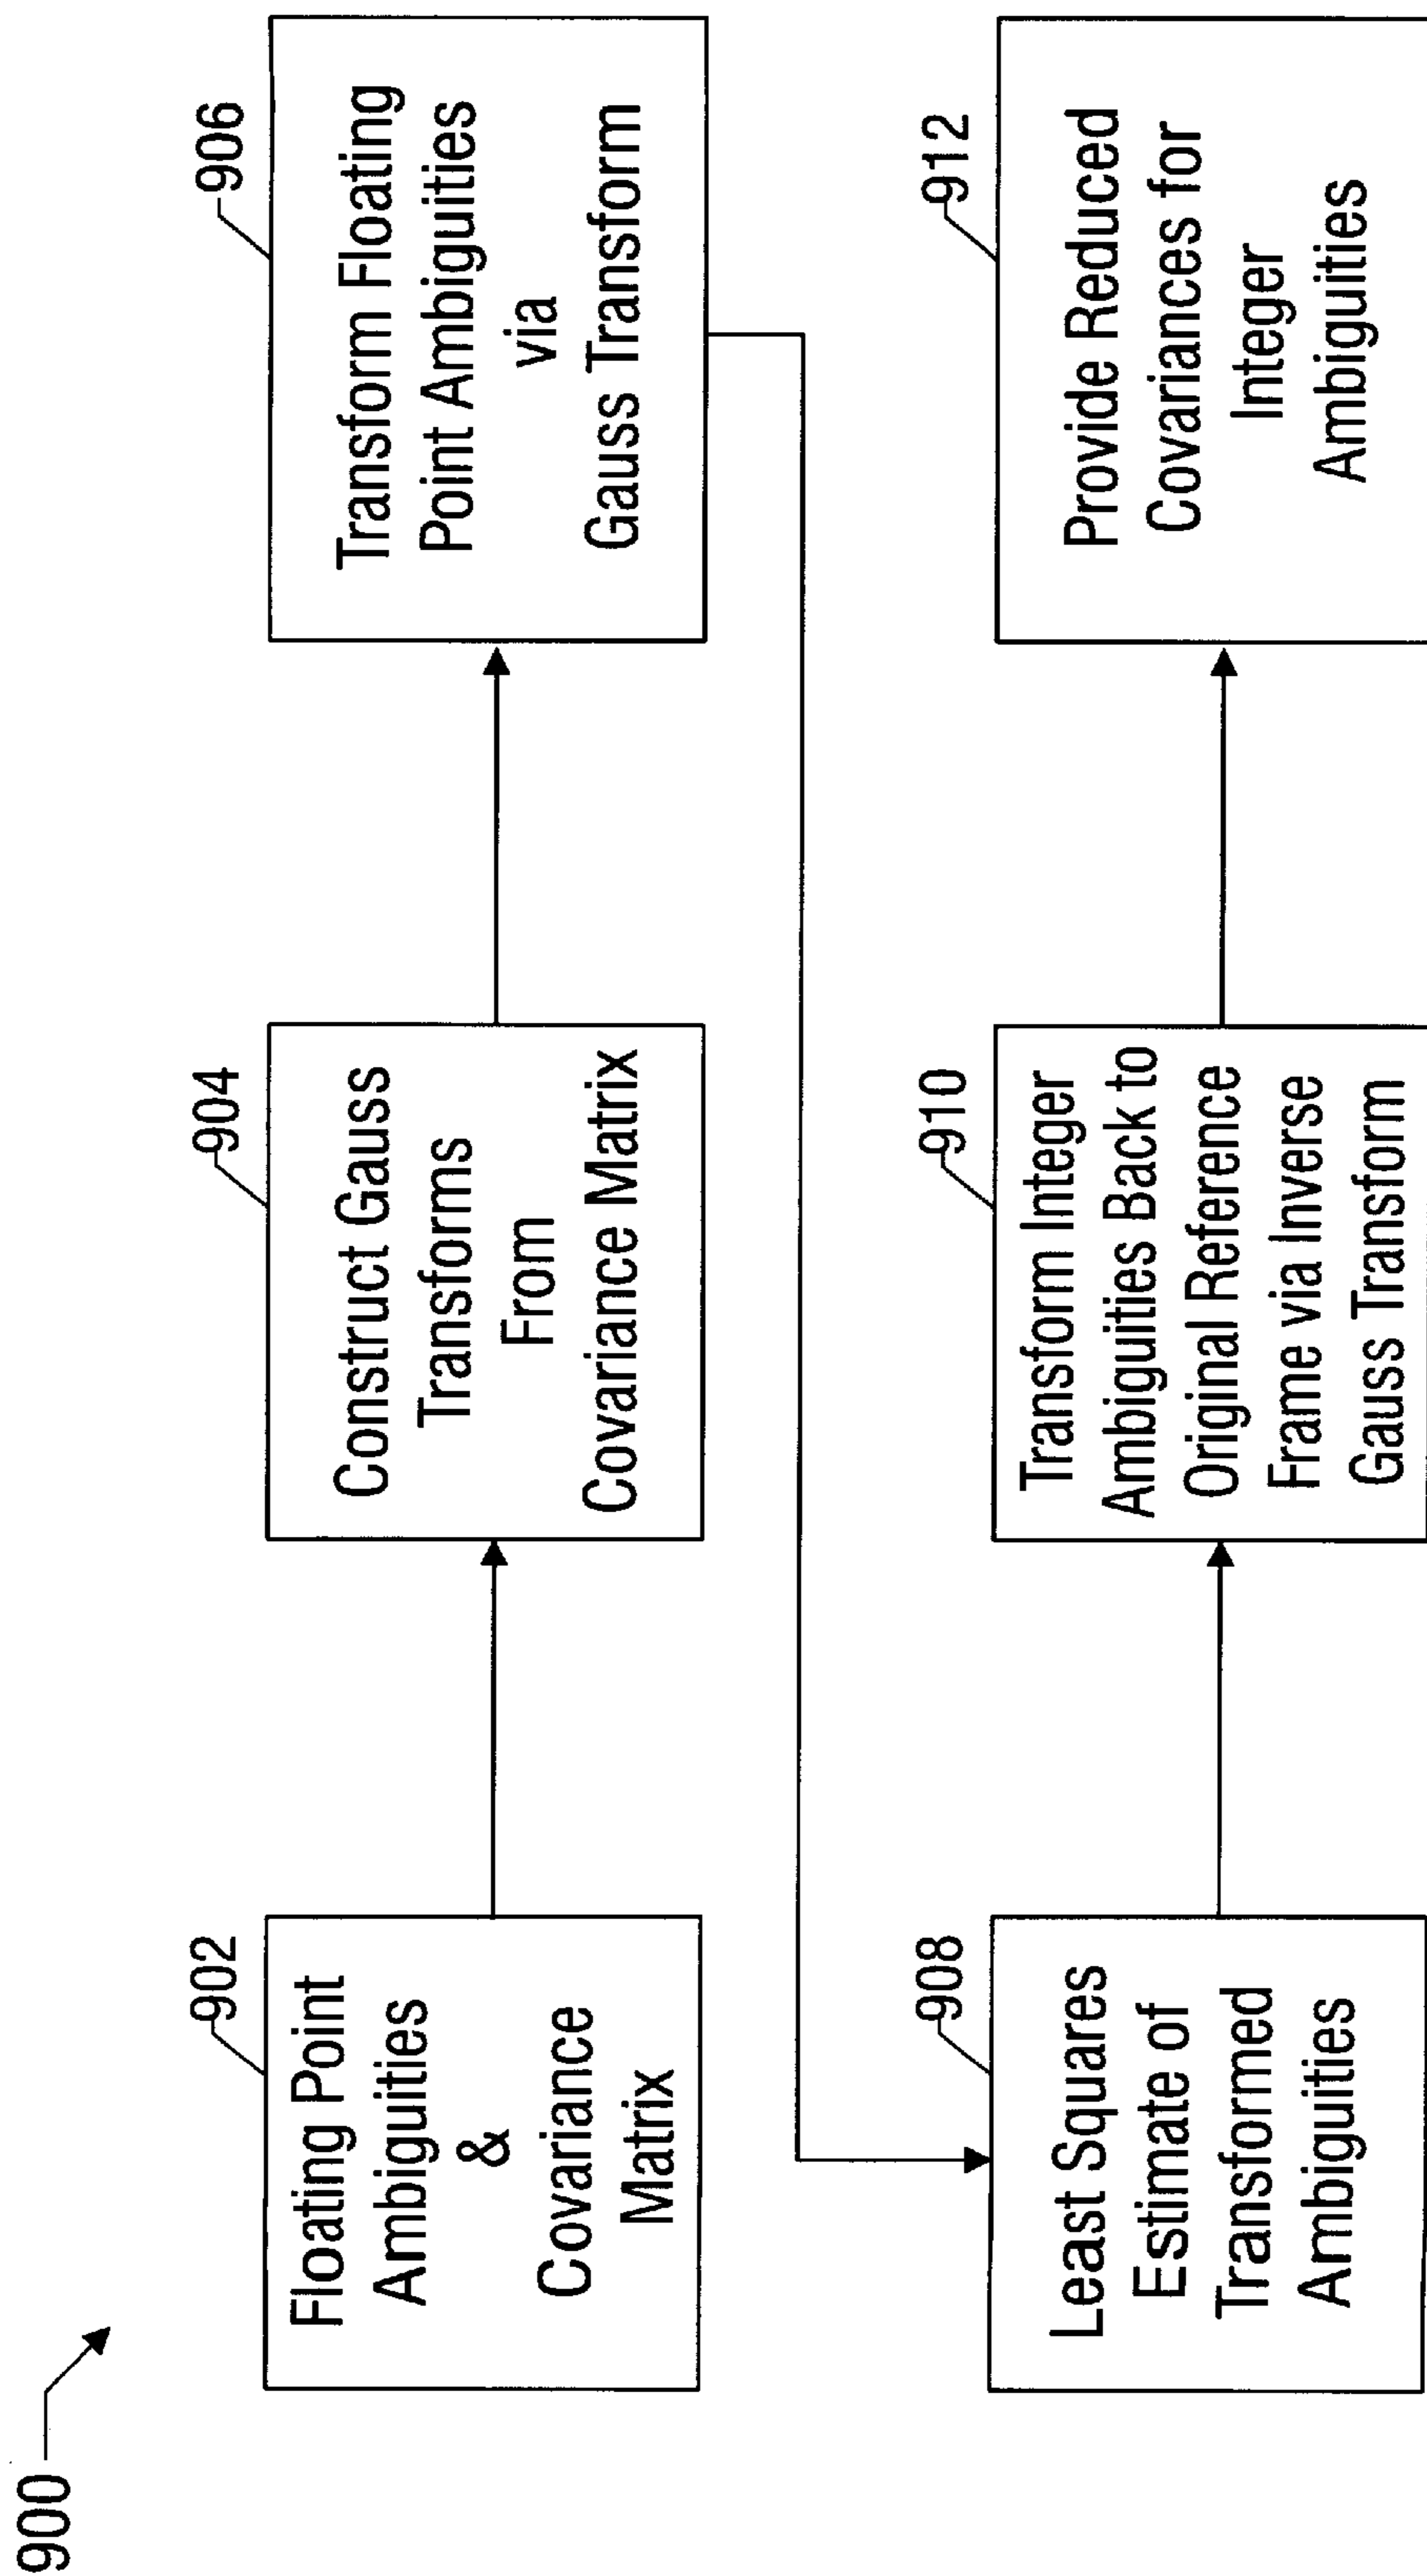 900
902
Floating Point
Ambiguities
&
Covariance
Matrix
904
Construct Gauss
Transforms
From
Covariance Matrix
906
Transform Floating
Point Ambiguities
via
Gauss Transform
908
Least Squares
Estimate of
Transformed
Ambiguities
910
Transform Integer
Ambiguities Back to
Original Reference
Frame via Inverse
Gauss Transform
912
Provide Reduced
Covariances for
Integer
Ambiguities